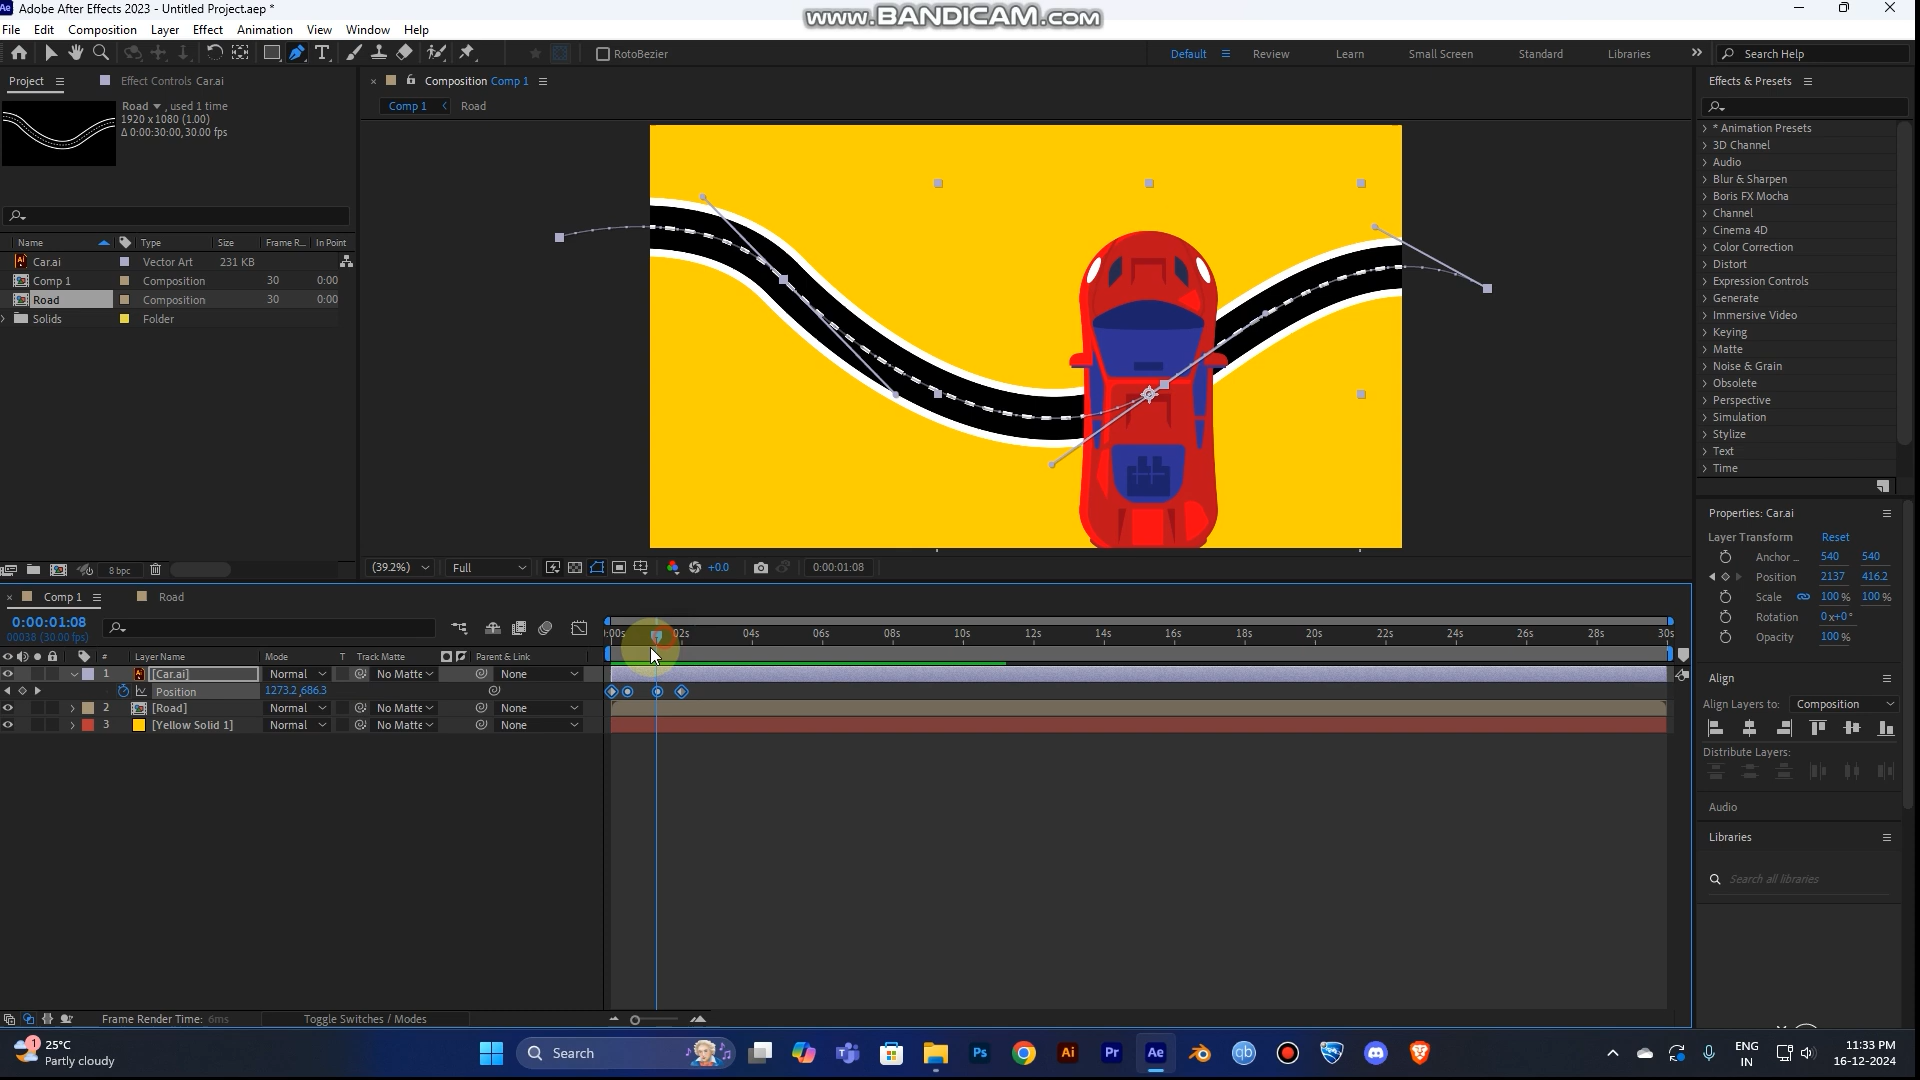 Ae Adobe After Effects 2023 - Untitled Project.aep *
www.BANDICAM.com
File Edit Composition Layer Effect Animation View Window Help
RotoBezier
Default Review Learn Small Screen Standard Libraries Search Help
Project Effect Controls Car.ai
Composition Comp 1
Effects & Presets
Comp 1 Road
Road , used 1 time
1920 x 1080 (1.00)
Δ 0:00:30:00, 30.00 fps
Name Type Size Frame R... In Point
Car.ai Vector Art 231 KB
Comp 1 Composition 30 0:00
Road Composition 30 0:00
Solids Folder
* Animation Presets
3D Channel
Audio
Blur & Sharpen
Boris FX Mocha
Channel
Cinema 4D
Color Correction
Distort
Expression Controls
Generate
Immersive Video
Keying
Matte
Noise & Grain
Obsolete
Perspective
Simulation
Stylize
Text
Time
8 bpc
(39.2%) Full +0.0 0:00:01:08
Properties: Car.ai
Layer Transform Reset
Anchor ... 540 540
Position 2137 416.2
Scale 100 % 100 %
Rotation 0x+0°
Opacity 100 %
Align
Align Layers to: Composition
Distribute Layers:
Audio
Libraries
Search all libraries
Comp 1 Road
0:00:01:08
00038 (30.00 fps)
:00s 02s 04s 06s 08s 10s 12s 14s 16s 18s 20s 22s 24s 26s 28s 30s
# Layer Name Mode T Track Matte Parent & Link
1 [Car.ai] Normal No Matte None
Position 1273.2,686.3
2 [Road] Normal No Matte None
3 [Yellow Solid 1] Normal No Matte None
Frame Render Time: 6ms Toggle Switches / Modes
1
25°C
Partly cloudy
Search
Ps Ai Pr Ae qb
ENG
IN
11:33 PM
16-12-2024